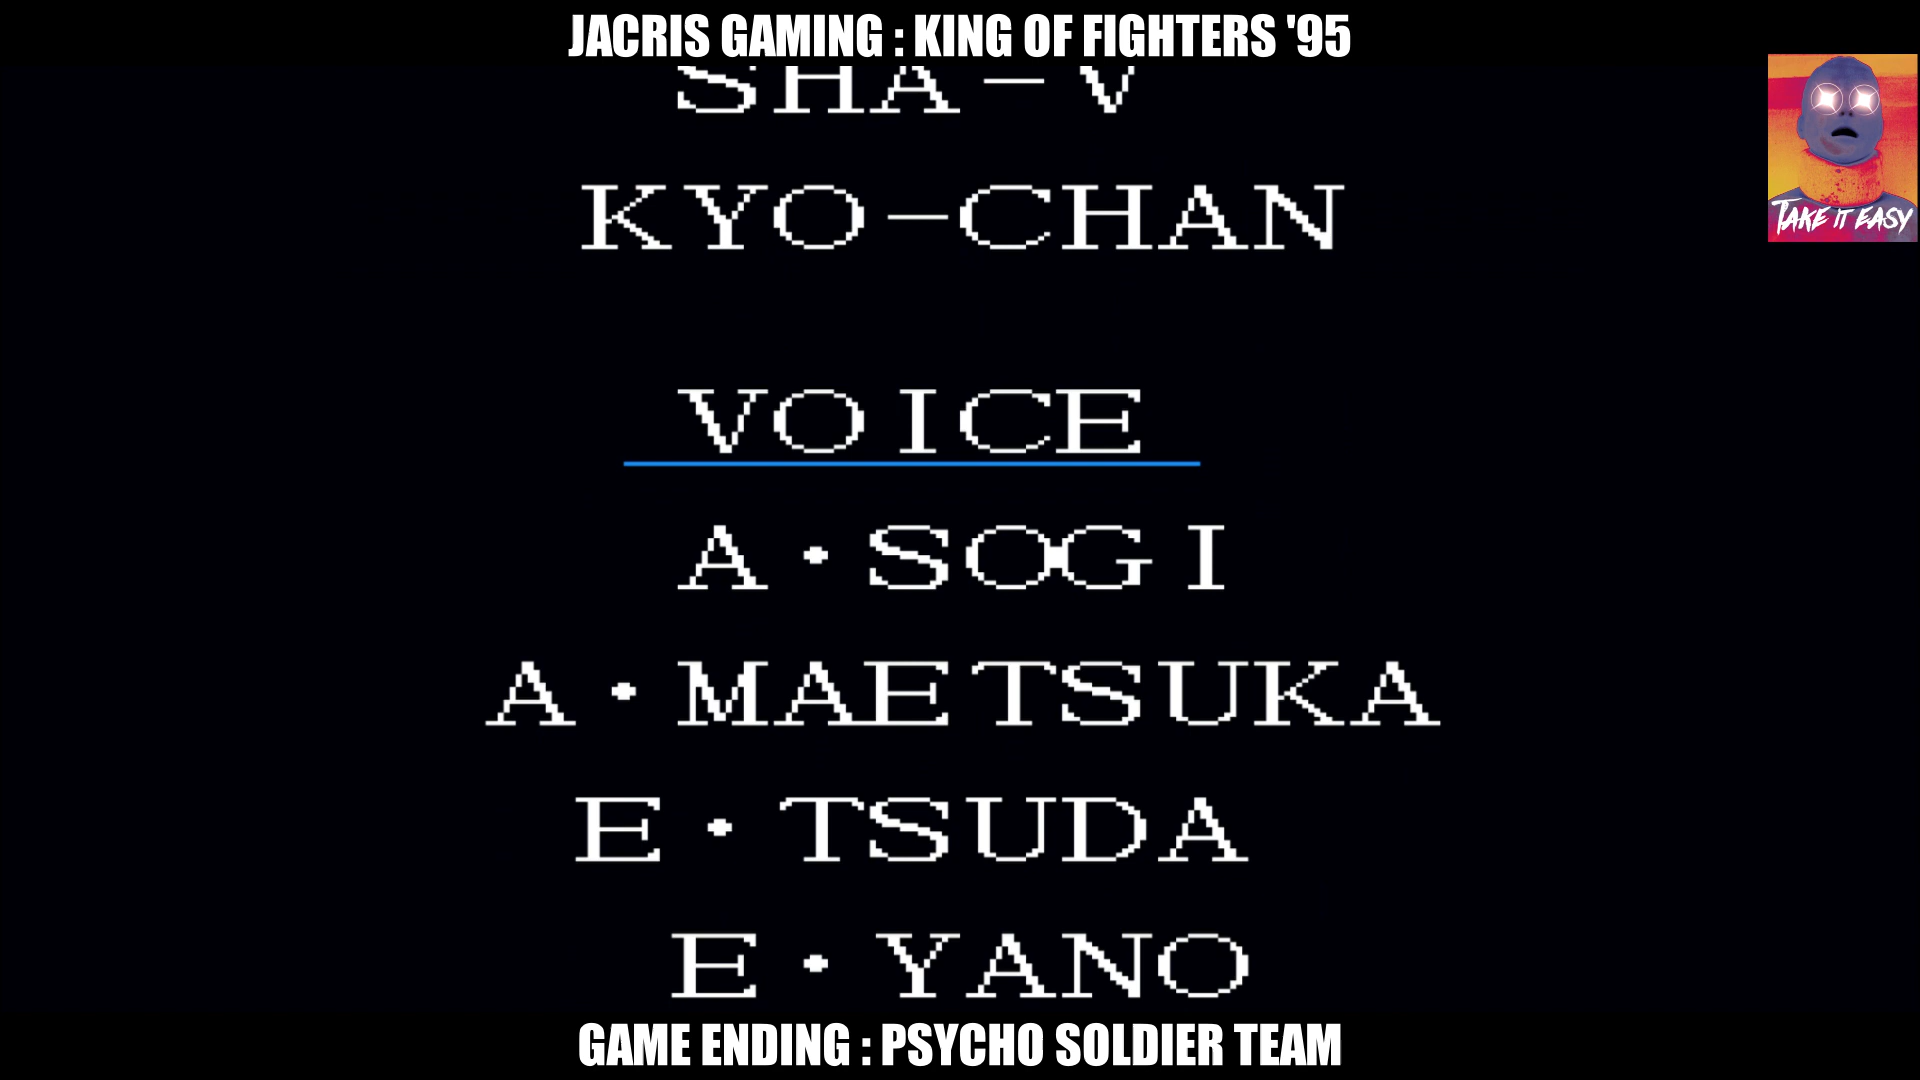 JACRIS GAMING : KING OF FIGHTERS '95
SHA-V
KYO-CHAN
VOICE
A・SOGI
A・MAETSUKA
E・TSUDA
E・YANO
TAKE IT EASY
GAME ENDING : PSYCHO SOLDIER TEAM